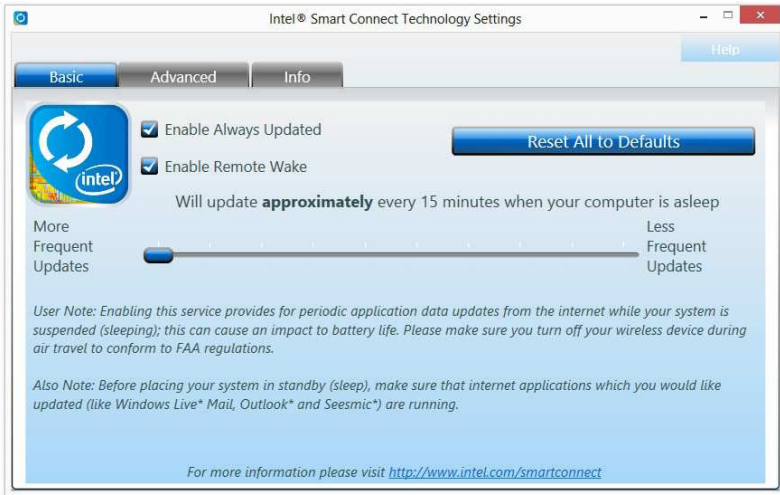 Intel® Smart Connect Technology Settings
Help
Basic Advanced Info
Enable Always Updated
Enable Remote Wake
Reset All to Defaults
intel
Will update approximately every 15 minutes when your computer is asleep
More
Frequent
Updates
Less
Frequent
Updates
User Note: Enabling this service provides for periodic application data updates from the internet while your system is
suspended (sleeping); this can cause an impact to battery life. Please make sure you turn off your wireless device during
air travel to conform to FAA regulations.
Also Note: Before placing your system in standby (sleep), make sure that internet applications which you would like
updated (like Windows Live* Mail, Outlook* and Seesmic*) are running.
For more information please visit http://www.intel.com/smartconnect